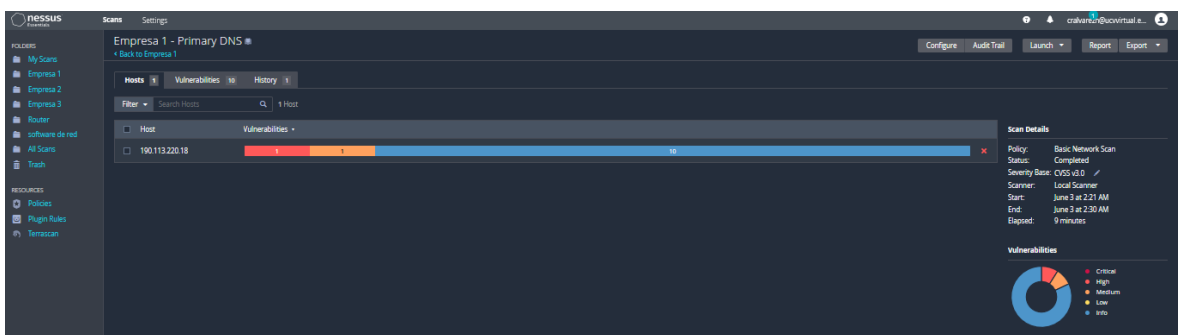 nessus
Essentials
Scans Settings
FOLDERS
My Scans
Empresa 1
Empresa 2
Empresa 3
Router
software de red
All Scans
Trash
RESOURCES
Policies
Plugin Rules
Terrascan
Empresa 1 - Primary DNS
< Back to Empresa 1
Configure Audit Trail Launch Report Export
Hosts 1 Vulnerabilities 10 History 1
Filter Search Hosts 1 Host
Host Vulnerabilities
190.113.220.18 1 1 10
Scan Details
Policy: Basic Network Scan
Status: Completed
Severity Base: CVSS v3.0
Scanner: Local Scanner
Start: June 3 at 2:21 AM
End: June 3 at 2:30 AM
Elapsed: 9 minutes
Vulnerabilities
Critical
High
Medium
Low
Info